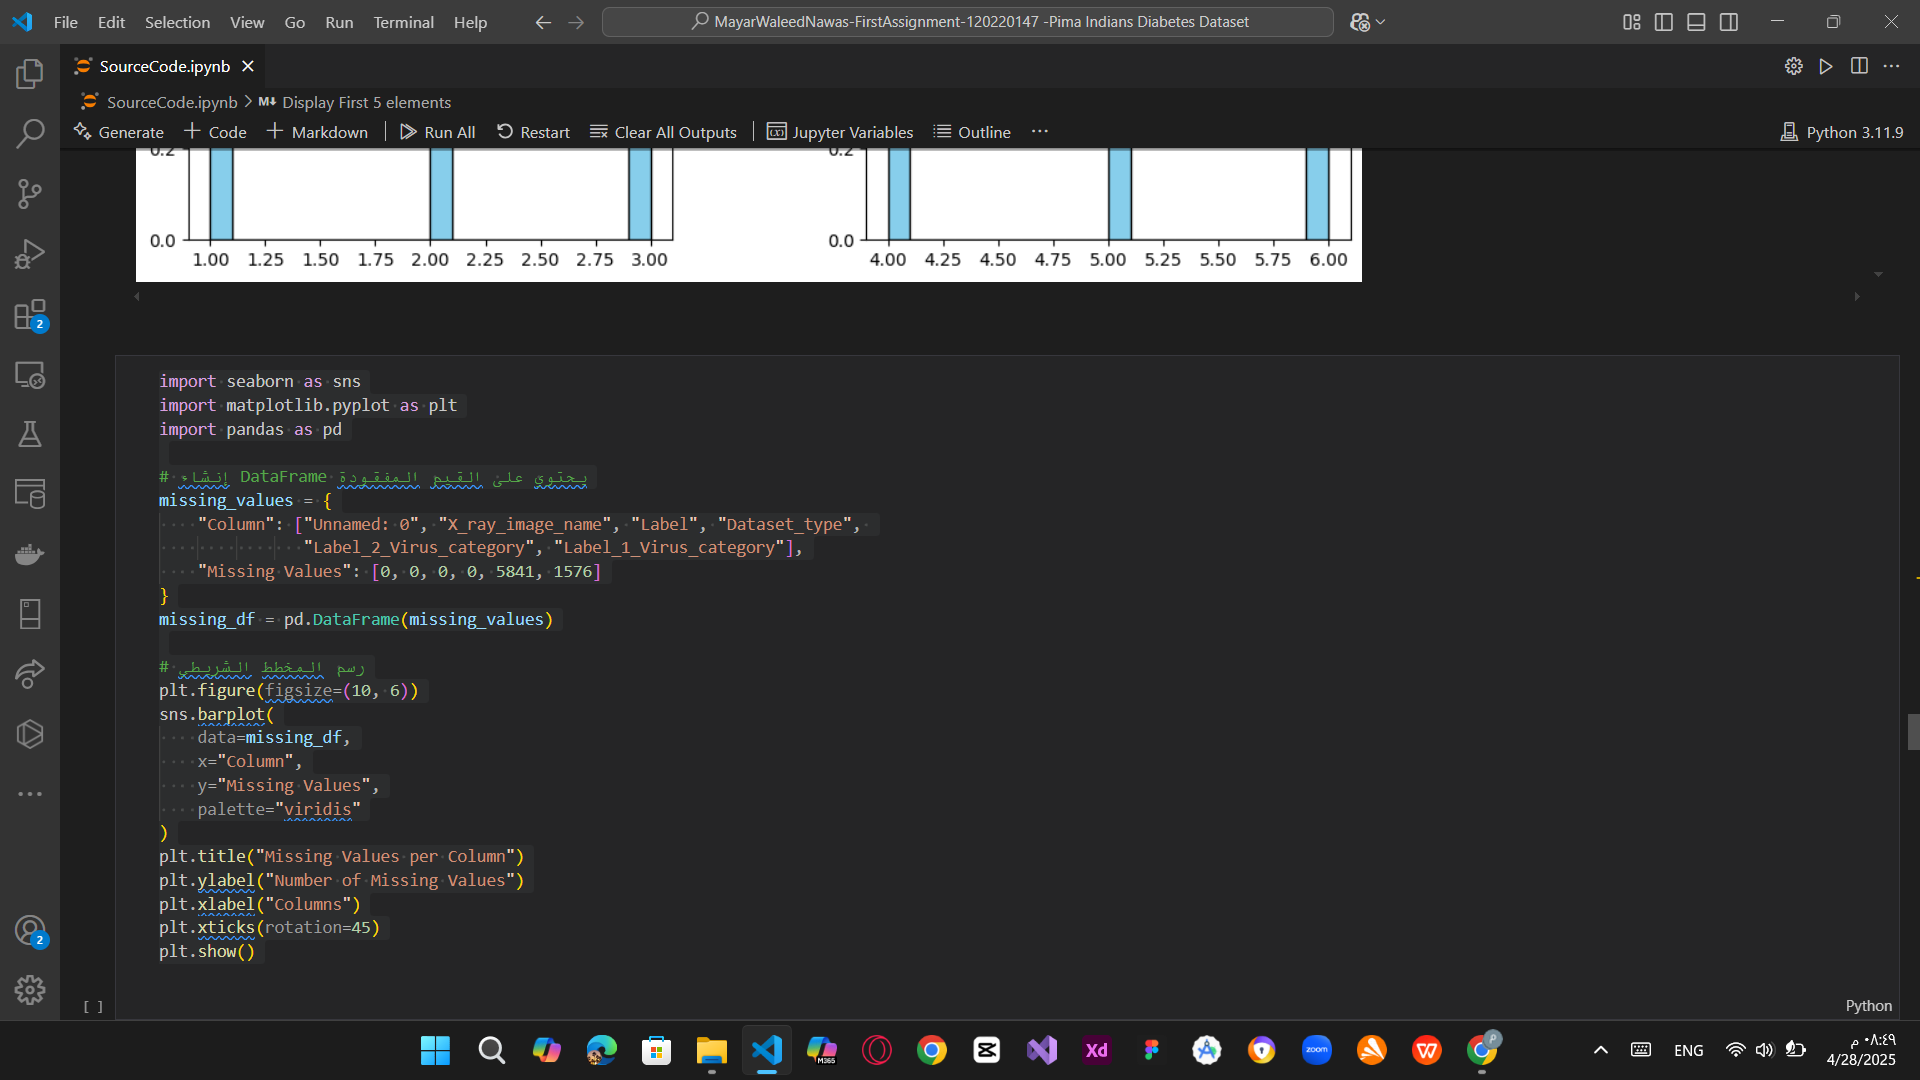 File Edit Selection View Go Run Terminal Help
MayarWaleedNawas-FirstAssignment-120220147 -Pima Indians Diabetes Dataset
SourceCode.ipynb
SourceCode.ipynb > M↓ Display First 5 elements
Generate + Code + Markdown Run All Restart Clear All Outputs Jupyter Variables Outline ...
Python 3.11.9
0.2
0.0
1.00 1.25 1.50 1.75 2.00 2.25 2.50 2.75 3.00
0.2
0.0
4.00 4.25 4.50 4.75 5.00 5.25 5.50 5.75 6.00
import seaborn as sns
import matplotlib.pyplot as plt
import pandas as pd
# إنشاء DataFrame يحتوي على القيم المفقودة
missing_values = {
"Column": ["Unnamed: 0", "X_ray_image_name", "Label", "Dataset_type",
"Label_2_Virus_category", "Label_1_Virus_category"],
"Missing Values": [0, 0, 0, 0, 5841, 1576]
}
missing_df = pd.DataFrame(missing_values)
# رسم المخطط الشريطي
plt.figure(figsize=(10, 6))
sns.barplot(
data=missing_df,
x="Column",
y="Missing Values",
palette="viridis"
)
plt.title("Missing Values per Column")
plt.ylabel("Number of Missing Values")
plt.xlabel("Columns")
plt.xticks(rotation=45)
plt.show()
[ ]
Python
2
2
M365
Xd
zoom
W
P
ENG
٠٨:٤٩ م
4/28/2025